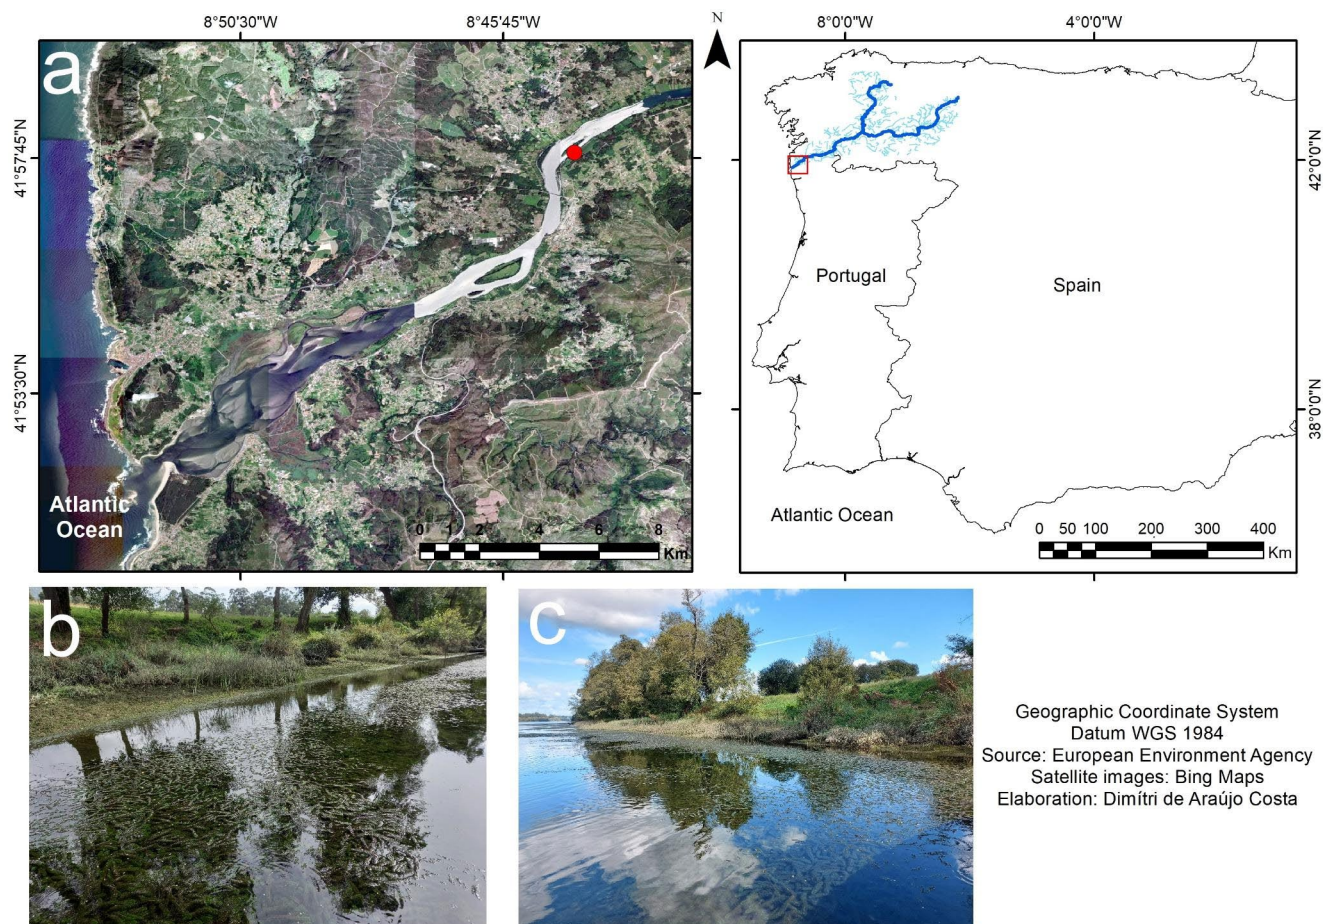 8°50'30"W
8°45'45"W
N
8°0'0"W
4°0'0"W
a
41°57'45"N
41°53'30"N
Atlantic
Ocean
0 1 2 4 6 8
Km
42°0'0"N
38°0'0"N
Portugal
Spain
Atlantic Ocean
0 50 100 200 300 400
Km
b
c
Geographic Coordinate System
Datum WGS 1984
Source: European Environment Agency
Satellite images: Bing Maps
Elaboration: Dimítri de Araújo Costa